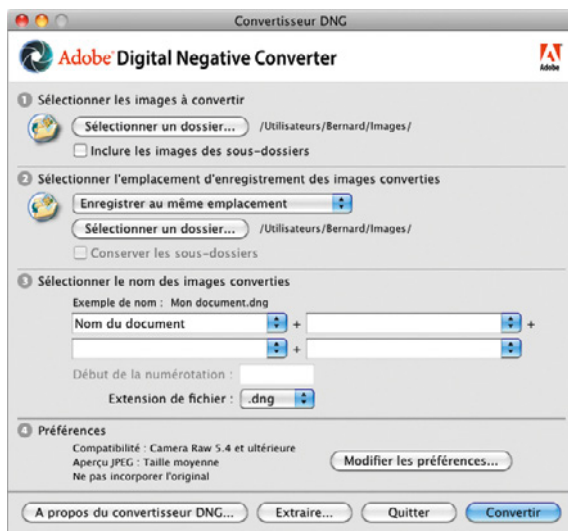 Convertisseur DNG
Adobe® Digital Negative Converter
Adobe
1 Sélectionner les images à convertir
Sélectionner un dossier... /Utilisateurs/Bernard/Images/
Inclure les images des sous-dossiers
2 Sélectionner l'emplacement d'enregistrement des images converties
Enregistrer au même emplacement
Sélectionner un dossier... /Utilisateurs/Bernard/Images/
Conserver les sous-dossiers
3 Sélectionner le nom des images converties
Exemple de nom : Mon document.dng
Nom du document + +
+
Début de la numérotation :
Extension de fichier : .dng
4 Préférences
Compatibilité : Camera Raw 5.4 et ultérieure
Aperçu JPEG : Taille moyenne
Ne pas incorporer l'original
Modifier les préférences...
A propos du convertisseur DNG... Extraire... Quitter Convertir